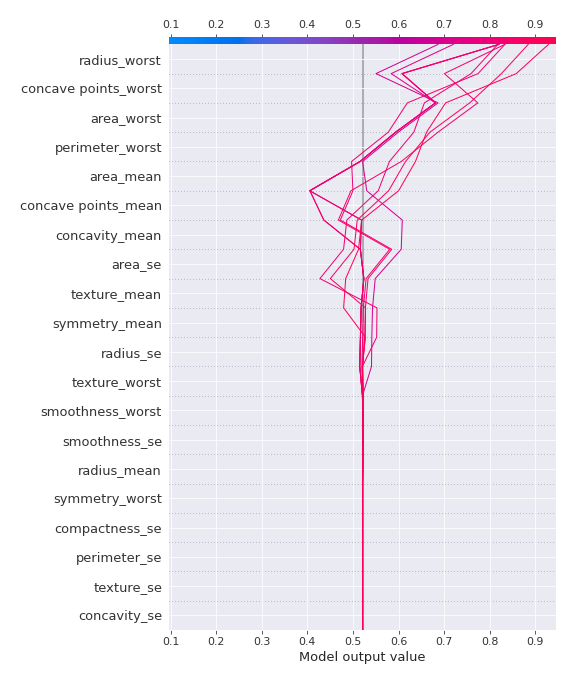 0.1 0.2 0.3 0.4 0.5 0.6 0.7 0.8 0.9
radius_worst
concave points_worst
area_worst
perimeter_worst
area_mean
concave points_mean
concavity_mean
area_se
texture_mean
symmetry_mean
radius_se
texture_worst
smoothness_worst
smoothness_se
radius_mean
symmetry_worst
compactness_se
perimeter_se
texture_se
concavity_se
0.1 0.2 0.3 0.4 0.5 0.6 0.7 0.8 0.9
Model output value